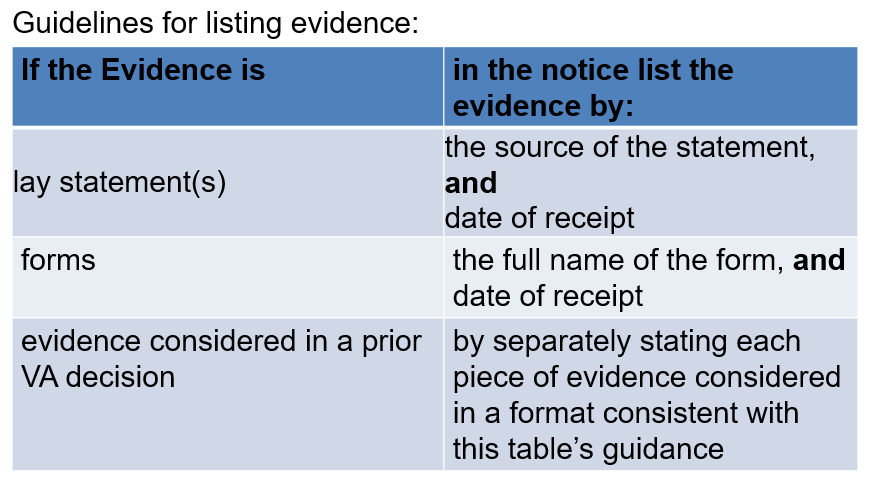 Guidelines for listing evidence:
If the Evidence is
in the notice list the
evidence by:
lay statement(s)
the source of the statement,
and
date of receipt
forms
the full name of the form, and
date of receipt
evidence considered in a prior
VA decision
by separately stating each
piece of evidence considered
in a format consistent with
this table’s guidance